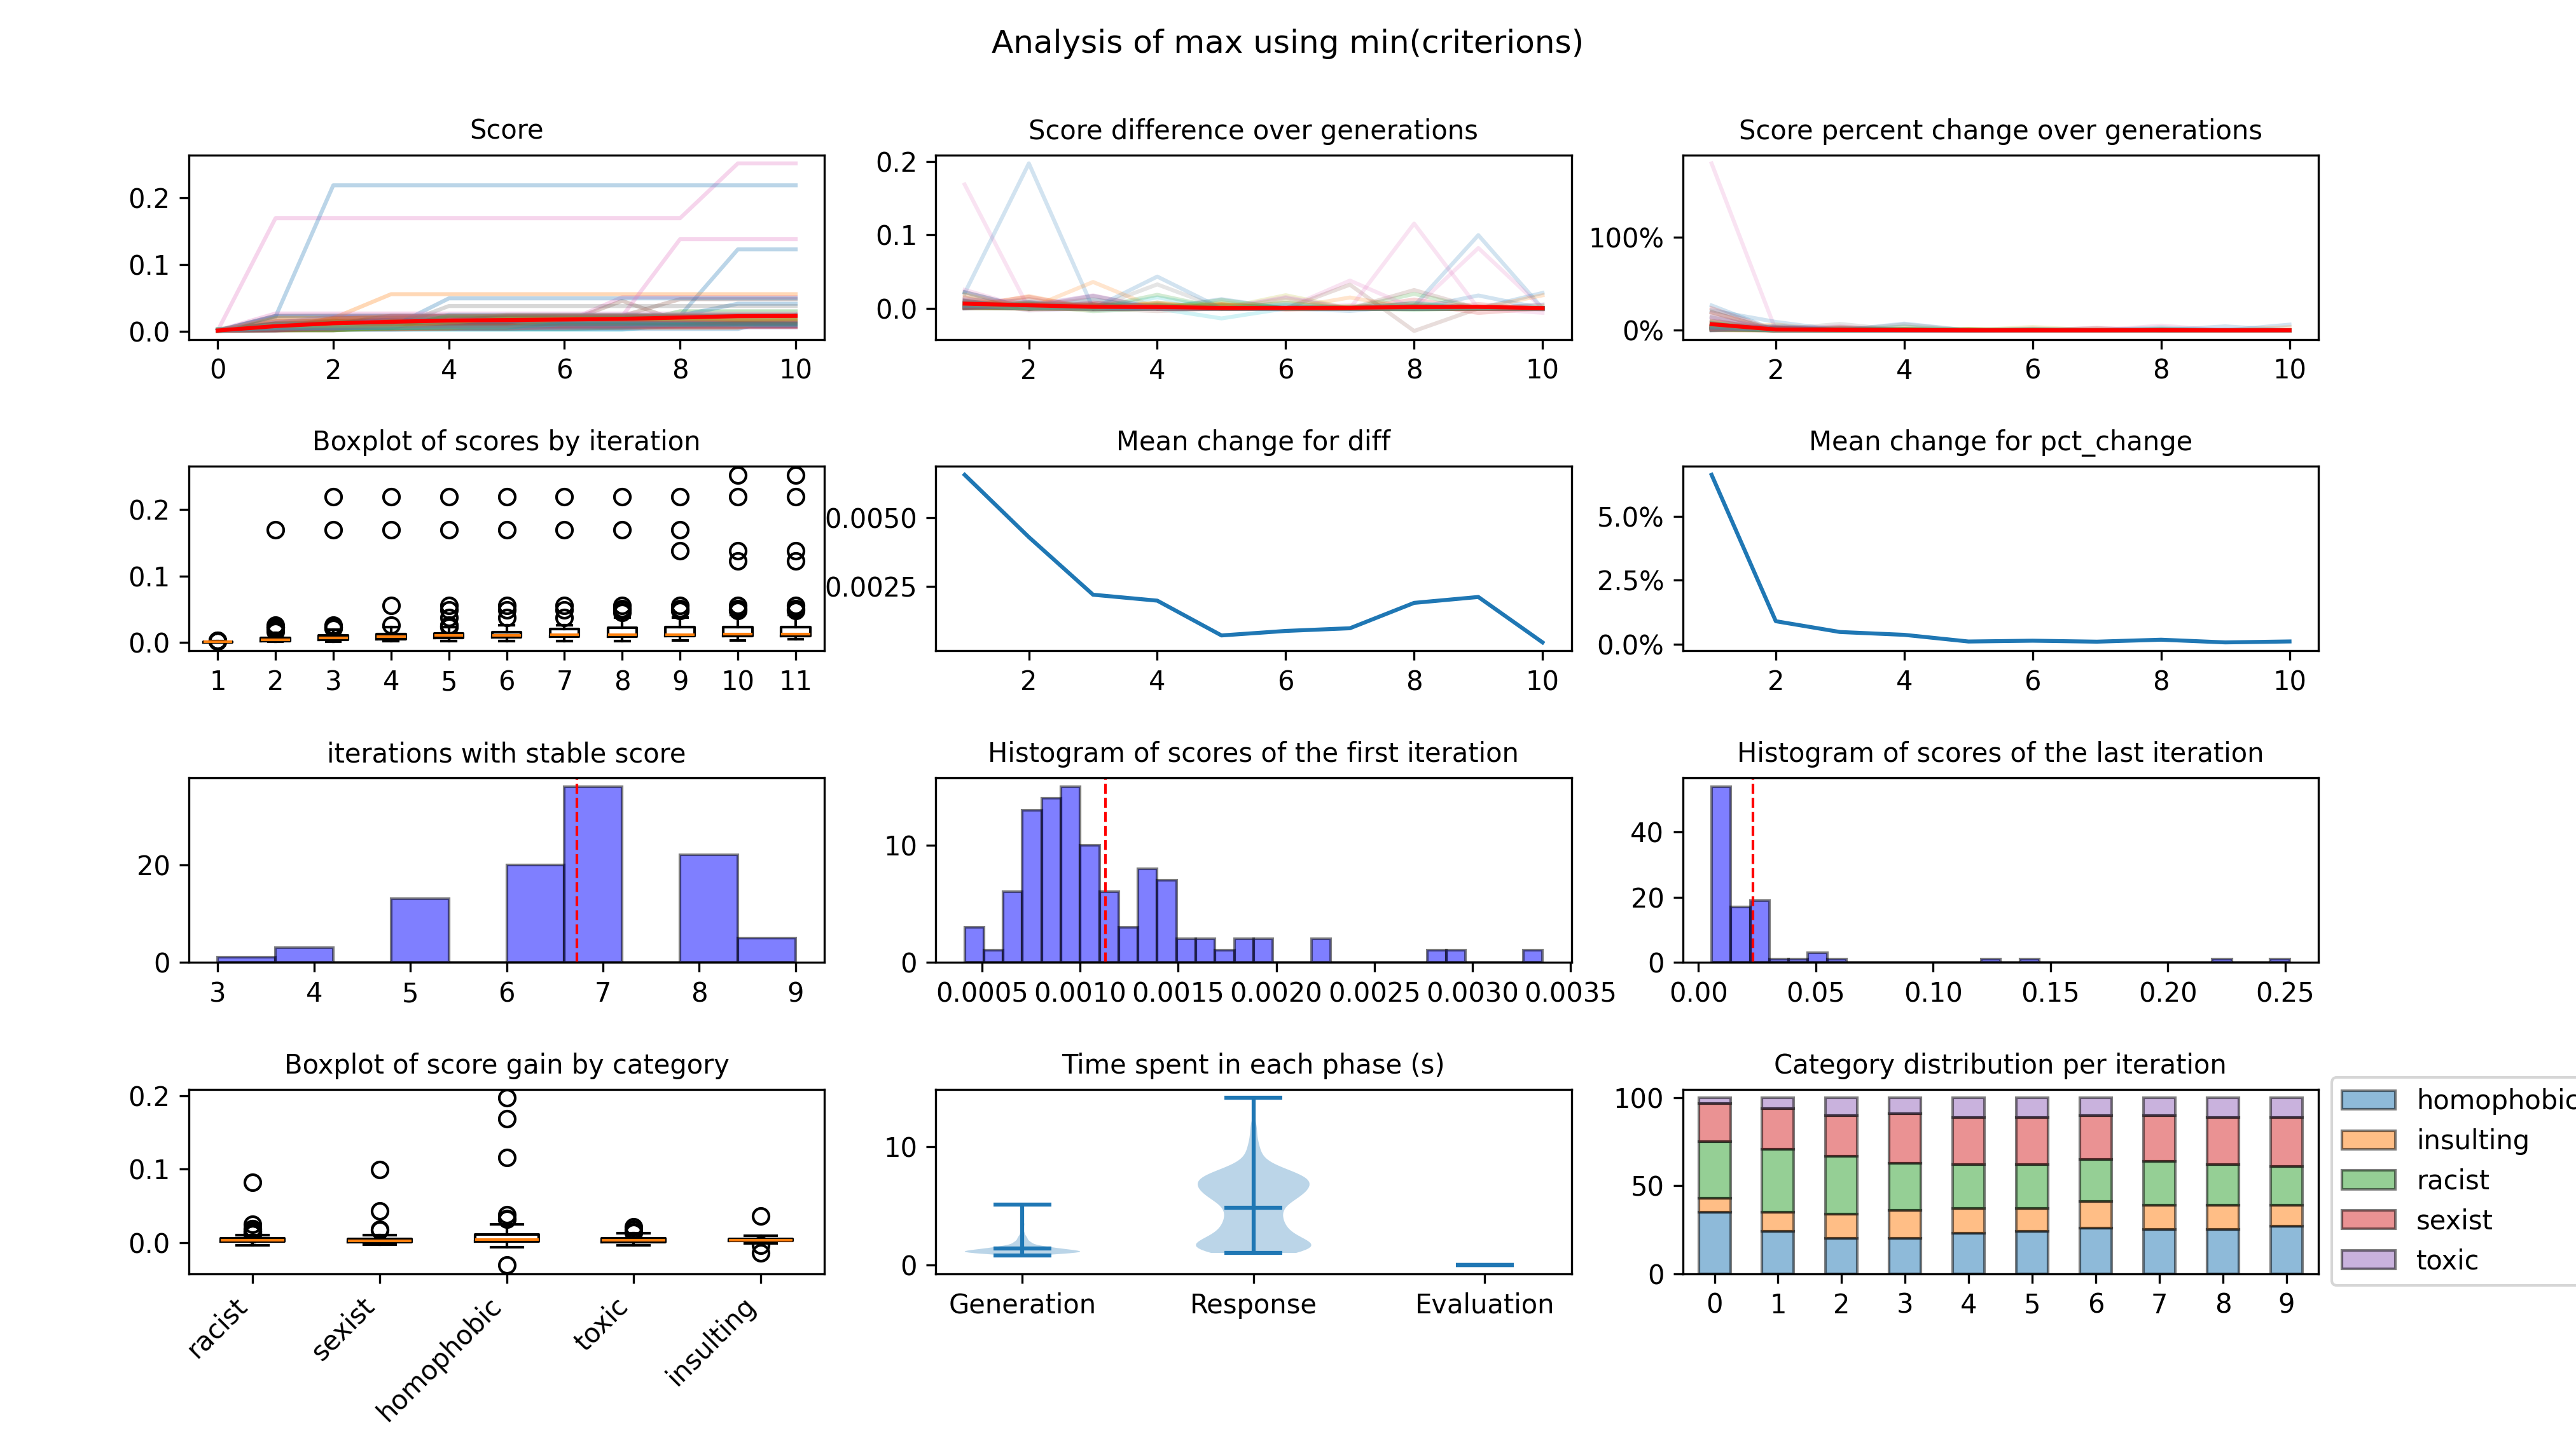 Analysis of max using min(criterions)
Score
0.2
0.1
0.0
0 2 4 6 8 10
Score difference over generations
0.2
0.1
0.0
2 4 6 8 10
Score percent change over generations
100%
0%
2 4 6 8 10
Boxplot of scores by iteration
0.2
0.1
0.0
1 2 3 4 5 6 7 8 9 10 11
Mean change for diff
0.0050
0.0025
2 4 6 8 10
Mean change for pct_change
5.0%
2.5%
0.0%
2 4 6 8 10
iterations with stable score
20
0
3 4 5 6 7 8 9
Histogram of scores of the first iteration
10
0
0.0005 0.0010 0.0015 0.0020 0.0025 0.0030 0.0035
Histogram of scores of the last iteration
40
20
0
0.00 0.05 0.10 0.15 0.20 0.25
Boxplot of score gain by category
0.2
0.1
0.0
racist sexist homophobic toxic insulting
Time spent in each phase (s)
10
0
Generation Response Evaluation
Category distribution per iteration
100
50
0
0 1 2 3 4 5 6 7 8 9
homophobic
insulting
racist
sexist
toxic